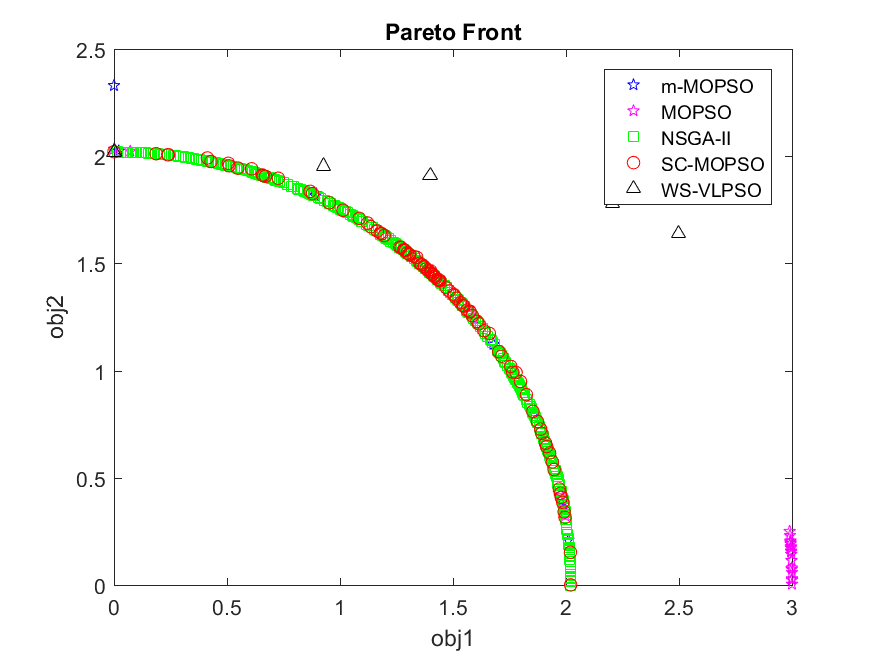 Pareto Front
2.5
2
1.5
1
0.5
0
obj2
0
0.5
1
1.5
2
2.5
3
obj1
m-MOPSO
MOPSO
NSGA-II
SC-MOPSO
WS-VLPSO